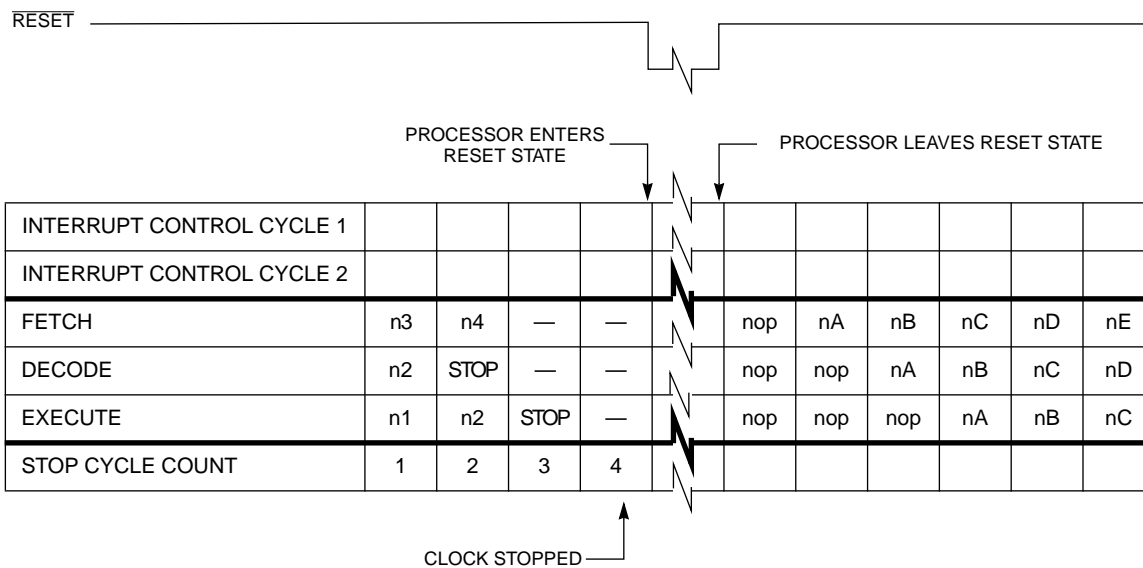 RESET
PROCESSOR ENTERS
RESET STATE
PROCESSOR LEAVES RESET STATE
INTERRUPT CONTROL CYCLE 1
INTERRUPT CONTROL CYCLE 2
FETCH n3 n4 — — nop nA nB nC nD nE
DECODE n2 STOP — — nop nop nA nB nC nD
EXECUTE n1 n2 STOP — nop nop nop nA nB nC
STOP CYCLE COUNT 1 2 3 4
CLOCK STOPPED